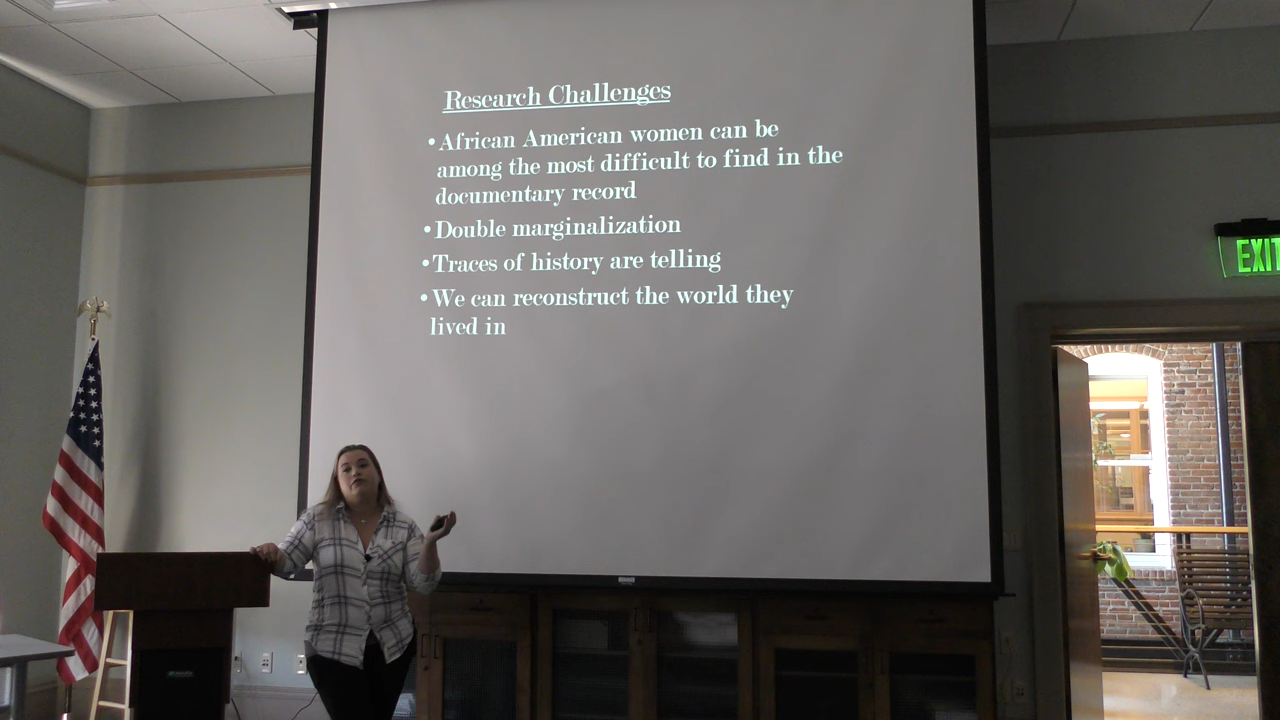 Research Challenges
• African American women can be
among the most difficult to find in the
documentary record
• Double marginalization
• Traces of history are telling
• We can reconstruct the world they
lived in
EXIT